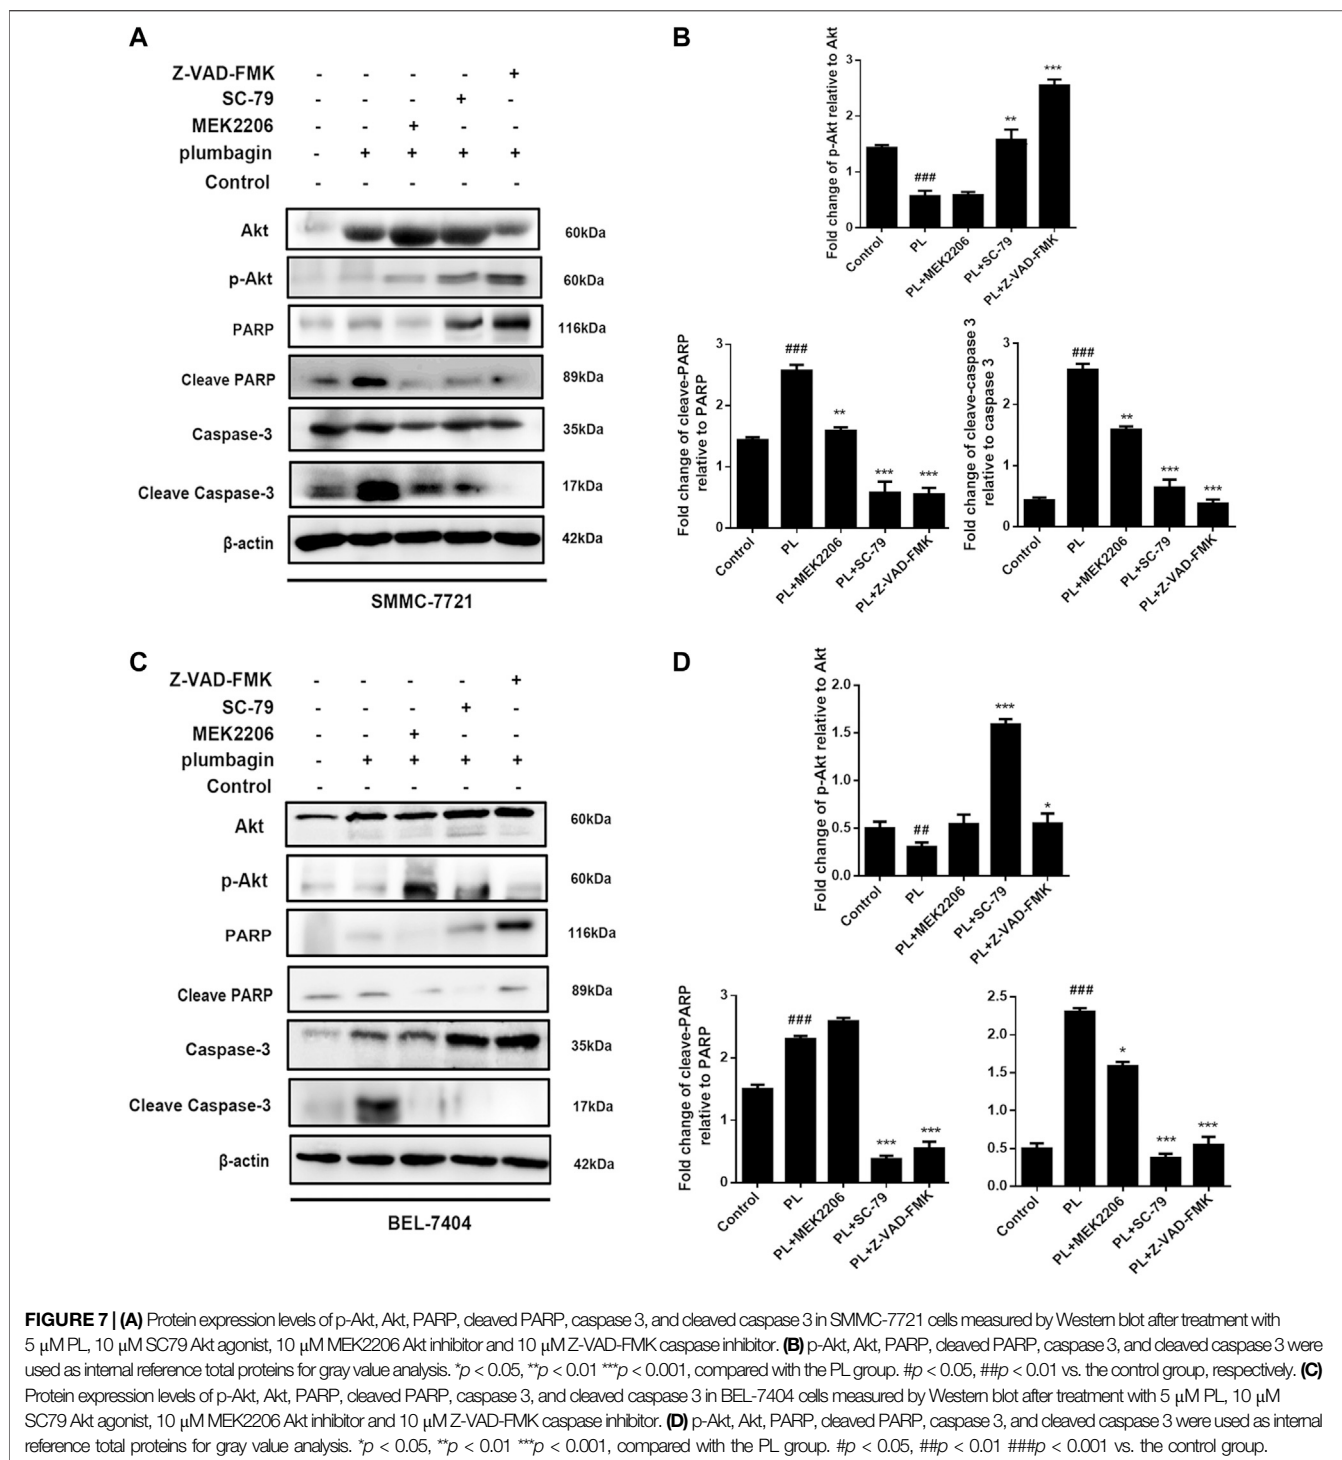 A
Z-VAD-FMK - - - - +
SC-79 - - - + -
MEK2206 - - + - -
plumbagin - + + + +
Control - - - - -
Akt 60kDa
p-Akt 60kDa
PARP 116kDa
Cleave PARP 89kDa
Caspase-3 35kDa
Cleave Caspase-3 17kDa
β-actin 42kDa
SMMC-7721
B
Fold change of p-Akt relative to Akt
3
2
1
0
###
**
***
Control
PL
PL+MEK2206
PL+SC-79
PL+Z-VAD-FMK
Fold change of cleave-PARP
relative to PARP
3
2
1
0
###
**
***
***
Control
PL
PL+MEK2206
PL+SC-79
PL+Z-VAD-FMK
Fold change of cleave-caspase 3
relative to caspase 3
3
2
1
0
###
**
***
***
Control
PL
PL+MEK2206
PL+SC-79
PL+Z-VAD-FMK
C
Z-VAD-FMK - - - - +
SC-79 - - - + -
MEK2206 - - + - -
plumbagin - + + + +
Control - - - - -
Akt 60kDa
p-Akt 60kDa
PARP 116kDa
Cleave PARP 89kDa
Caspase-3 35kDa
Cleave Caspase-3 17kDa
β-actin 42kDa
BEL-7404
D
Fold change of p-Akt relative to Akt
2.0
1.5
1.0
0.5
0.0
##
***
*
Control
PL
PL+MEK2206
PL+SC-79
PL+Z-VAD-FMK
Fold change of cleave-PARP
relative to PARP
3
2
1
0
###
***
***
Control
PL
PL+MEK2206
PL+SC-79
PL+Z-VAD-FMK
2.5
2.0
1.5
1.0
0.5
0.0
###
*
***
***
Control
PL
PL+MEK2206
PL+SC-79
PL+Z-VAD-FMK
FIGURE 7 | (A) Protein expression levels of p-Akt, Akt, PARP, cleaved PARP, caspase 3, and cleaved caspase 3 in SMMC-7721 cells measured by Western blot after treatment with
5 μM PL, 10 μM SC79 Akt agonist, 10 μM MEK2206 Akt inhibitor and 10 μM Z-VAD-FMK caspase inhibitor. (B) p-Akt, Akt, PARP, cleaved PARP, caspase 3, and cleaved caspase 3 were
used as internal reference total proteins for gray value analysis. *p < 0.05, **p < 0.01 ***p < 0.001, compared with the PL group. #p < 0.05, ##p < 0.01 vs. the control group, respectively. (C)
Protein expression levels of p-Akt, Akt, PARP, cleaved PARP, caspase 3, and cleaved caspase 3 in BEL-7404 cells measured by Western blot after treatment with 5 μM PL, 10 μM
SC79 Akt agonist, 10 μM MEK2206 Akt inhibitor and 10 μM Z-VAD-FMK caspase inhibitor. (D) p-Akt, Akt, PARP, cleaved PARP, caspase 3, and cleaved caspase 3 were used as internal
reference total proteins for gray value analysis. *p < 0.05, **p < 0.01 ***p < 0.001, compared with the PL group. #p < 0.05, ##p < 0.01 ###p < 0.001 vs. the control group.